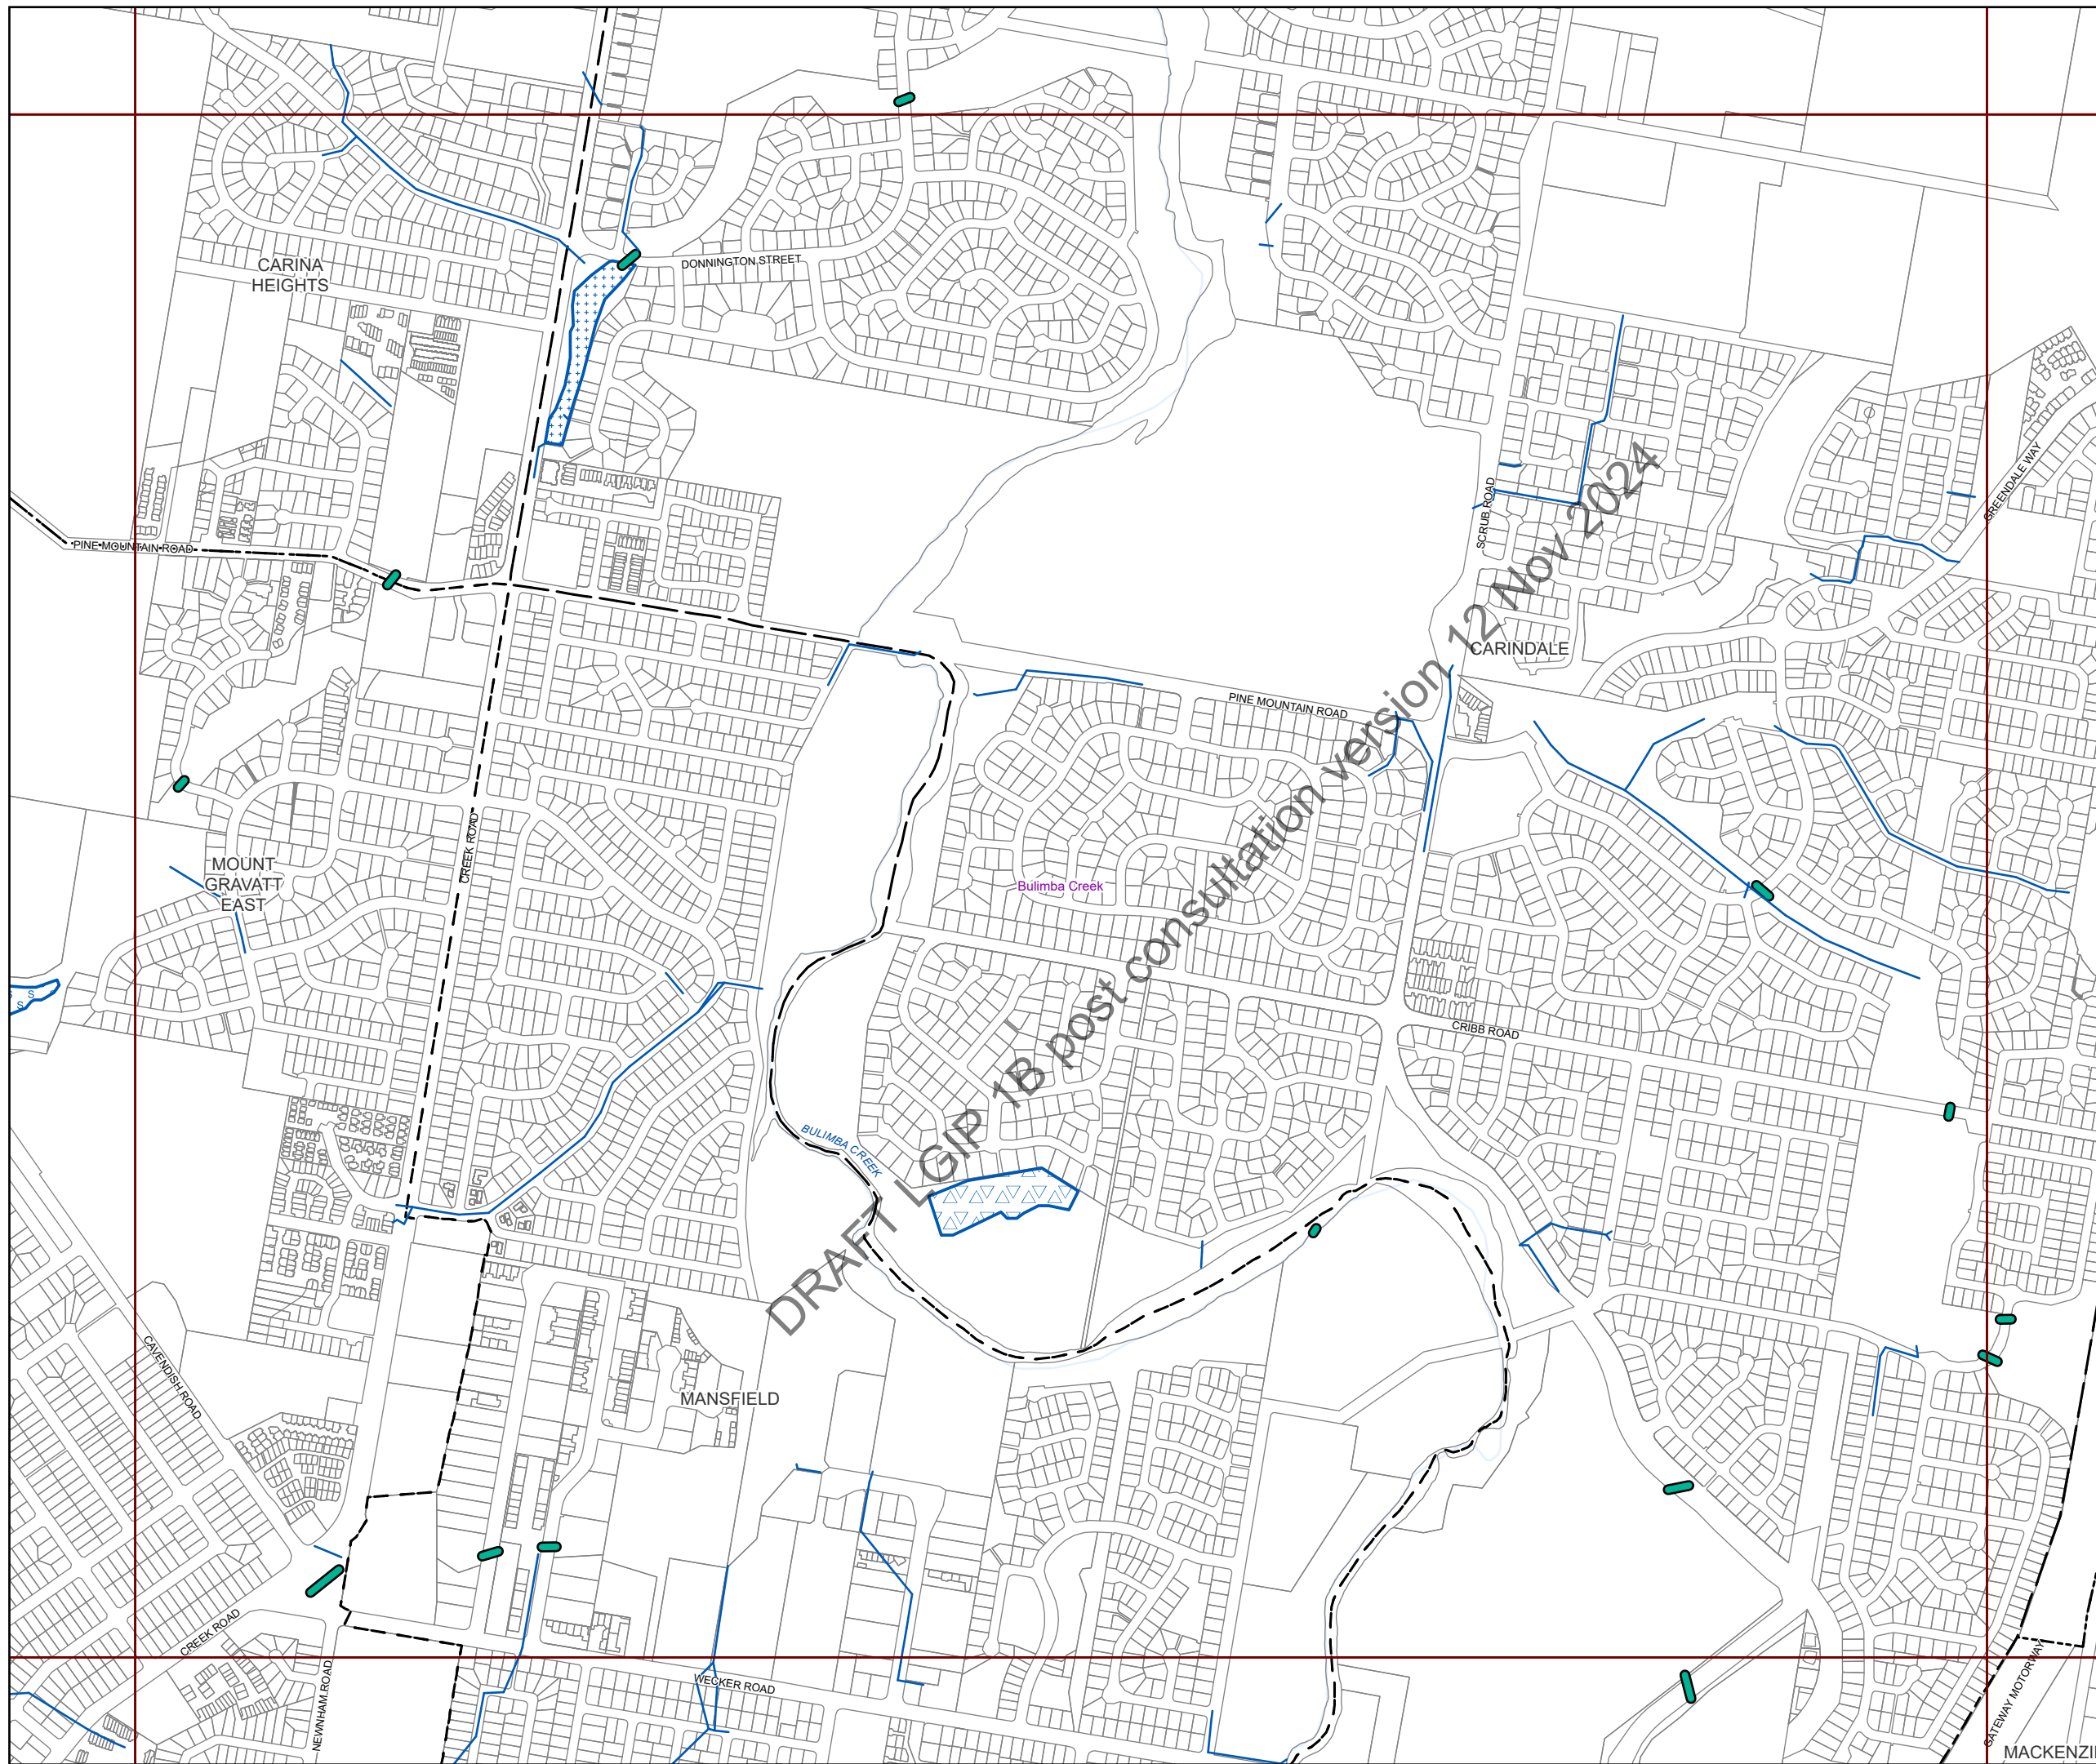 DONNINGTON STREET
CARINA
HEIGHTS
GREENDALE WAY
SCRUB ROAD
PINE MOUNTAIN ROAD
CARINDALE
PINE MOUNTAIN ROAD
CREEK ROAD
MOUNT
GRAVATT
EAST
Bulimba Creek
S
S
CRIBB ROAD
BULIMBA CREEK
DRAFT LGIP 1B post consultation version 12 Nov 2024
CAVENDISH ROAD
MANSFIELD
CREEK ROAD
NEWNHAM ROAD
WECKER ROAD
GATEWAY MOTORWAY